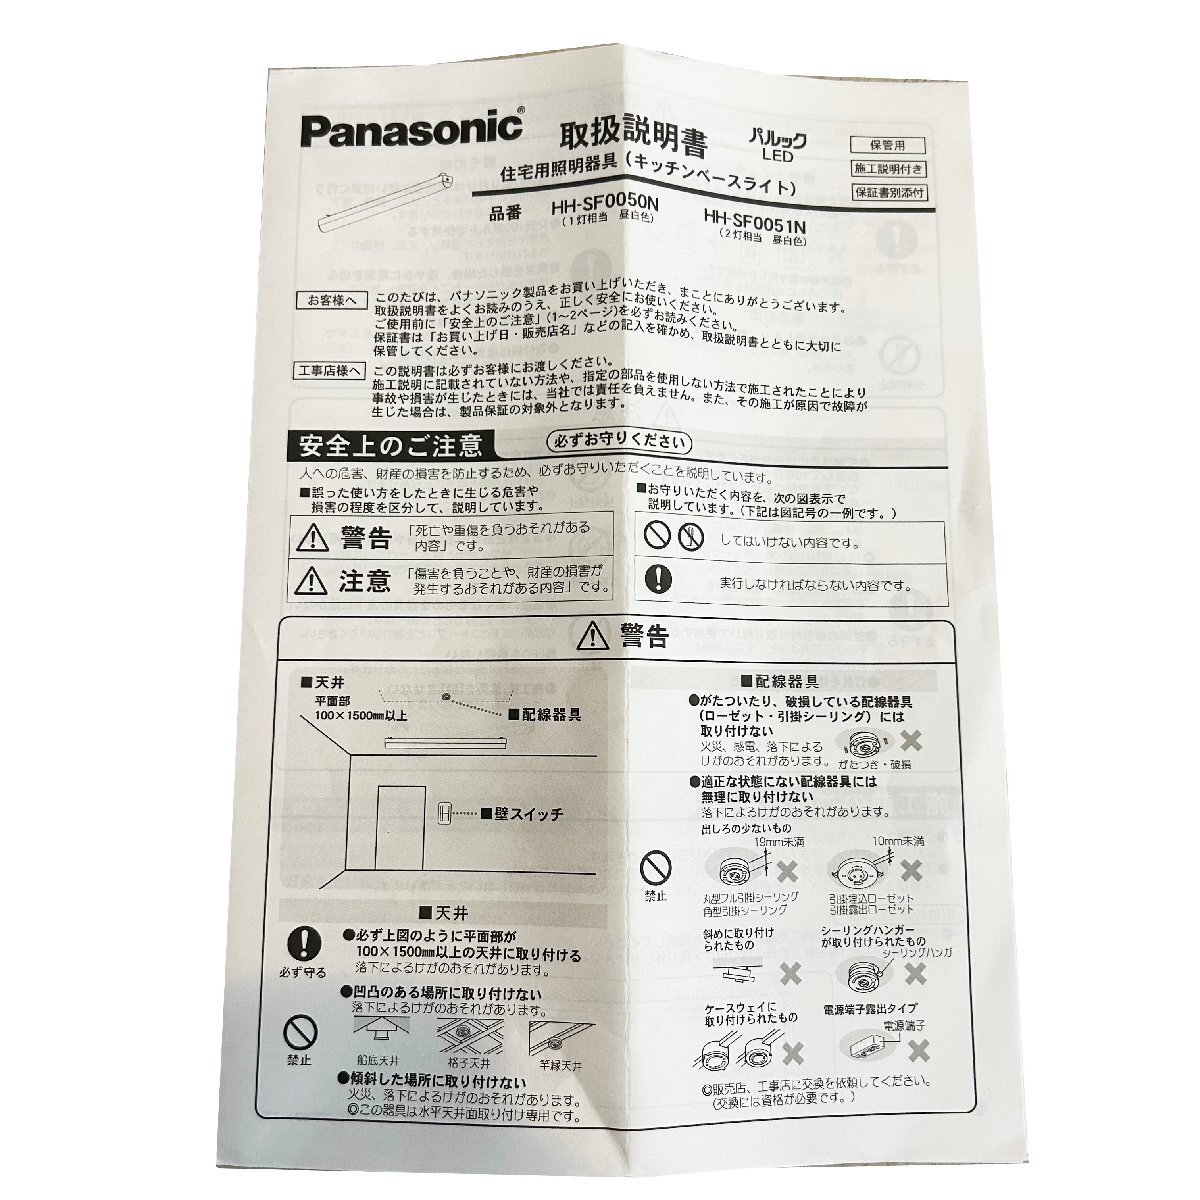 Panasonic®
取扱説明書
パルック
LED
保管用
施工説明付き
保証書別添付
住宅用照明器具(キッチンベースライト)
品番
HH-SF0050N
(1灯相当 昼白色)
HH-SF0051N
(2灯相当 昼白色)
お客様へ
このたびは、パナソニック製品をお買い上げいただき、まことにありがとうございます。
取扱説明書をよくお読みのうえ、正しく安全にお使いください。
ご使用前に「安全上のご注意」(1〜2ページ)を必ずお読みください。
保証書は「お買い上げ日・販売店名」などの記入を確かめ、取扱説明書とともに大切に
保管してください。
工事店様へ
この説明書は必ずお客様にお渡しください。
施工説明に記載されていない方法や、指定の部品を使用しない方法で施工されたことにより
事故や損害が生じたときには、当社では責任を負えません。また、その施工が原因で故障が
生じた場合は、製品保証の対象外となります。
安全上のご注意
必ずお守りください
人への危害、財産の損害を防止するため、必ずお守りいただくことを説明しています。
■誤った使い方をしたときに生じる危害や
損害の程度を区分して、説明しています。
警告
「死亡や重傷を負うおそれがある
内容」です。
注意
「傷害を負うことや、財産の損害が
発生するおそれがある内容」です。
■お守りいただく内容を、次の図表示で
説明しています。(下記は図記号の一例です。)
してはいけない内容です。
実行しなければならない内容です。
警告
■天井
平面部
100×1500mm以上
■配線器具
■壁スイッチ
■天井
必ず守る
●必ず上図のように平面部が
100×1500mm以上の天井に取り付ける
落下によるけがのおそれがあります。
禁止
●凹凸のある場所に取り付けない
落下によるけがのおそれがあります。
船底天井
格子天井
竿縁天井
●傾斜した場所に取り付けない
火災、落下によるけがのおそれがあります。
◎この器具は水平天井面取り付け専用です。
■配線器具
●がたついたり、破損している配線器具
(ローゼット・引掛シーリング)には
取り付けない
火災、感電、落下による
けがのおそれがあります。
がたつき・破損
●適正な状態にない配線器具には
無理に取り付けない
落下によるけがのおそれがあります。
禁止
出しろの少ないもの
19mm未満
10mm未満
丸型フル引掛シーリング
角型引掛シーリング
引掛埋込ローゼット
引掛露出ローゼット
斜めに取り付け
られたもの
シーリングハンガー
が取り付けられたもの
シーリングハンガ
ケースウェイに
取り付けられたもの
電源端子露出タイプ
電源端子
◎販売店、工事店に交換を依頼してください。
(交換には資格が必要です。)